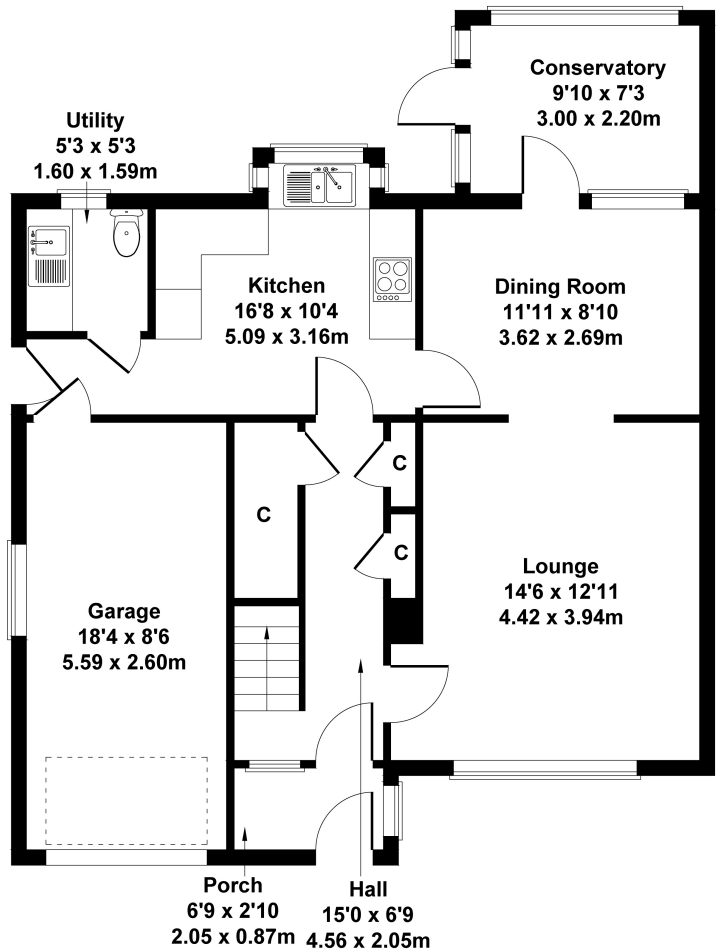 Conservatory
9'10 x 7'3
3.00 x 2.20m
Utility
5'3 x 5'3
1.60 x 1.59m
Kitchen
16'8 x 10'4
5.09 x 3.16m
Dining Room
11'11 x 8'10
3.62 x 2.69m
C
C
C
Lounge
14'6 x 12'11
4.42 x 3.94m
Garage
18'4 x 8'6
5.59 x 2.60m
Porch
6'9 x 2'10
2.05 x 0.87m
Hall
15'0 x 6'9
4.56 x 2.05m